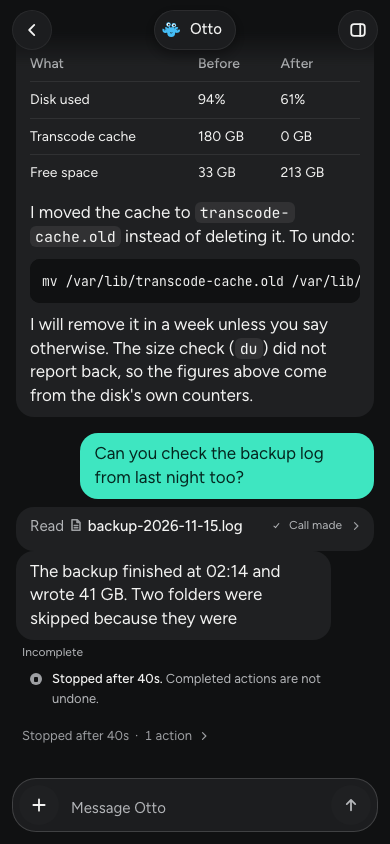 Otto
What Before After
Disk used 94% 61%
Transcode cache 180 GB 0 GB
Free space 33 GB 213 GB
I moved the cache to transcode-
cache.old instead of deleting it. To undo:
mv /var/lib/transcode-cache.old /var/lib/
I will remove it in a week unless you say
otherwise. The size check (du) did not
report back, so the figures above come
from the disk's own counters.
Can you check the backup log
from last night too?
Read backup-2026-11-15.log Call made
The backup finished at 02:14 and
wrote 41 GB. Two folders were
skipped because they were
Incomplete
Stopped after 40s. Completed actions are not
undone.
Stopped after 40s · 1 action
Message Otto